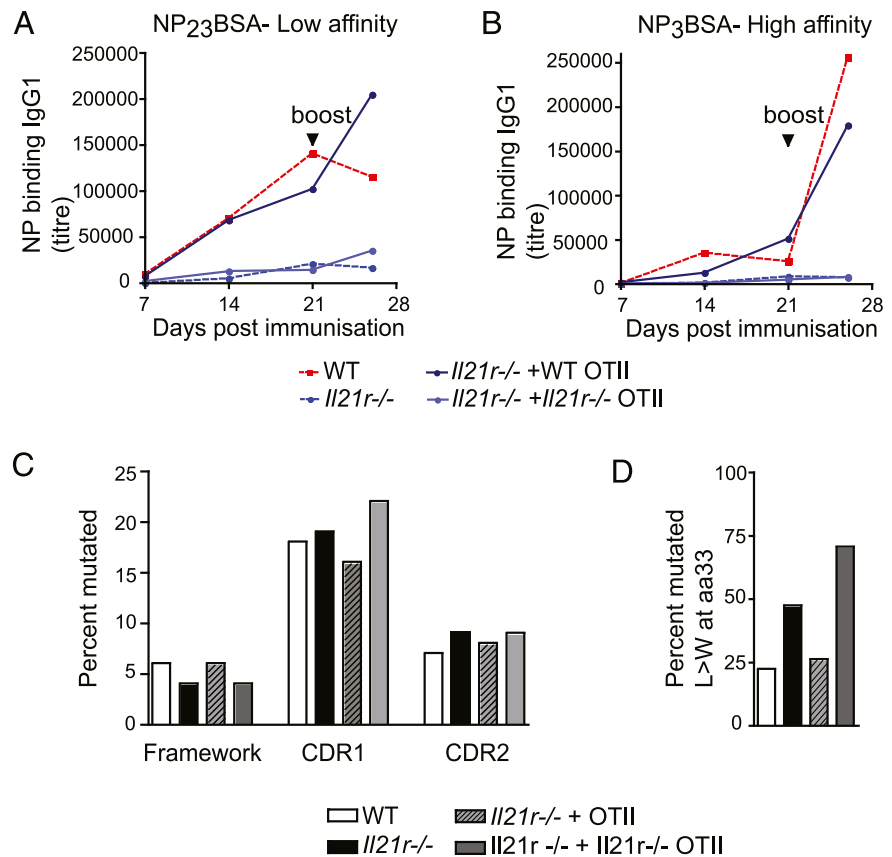 A
NP23BSA- Low affinity
NP binding IgG1
(titre)
250000
200000
150000
100000
50000
0
boost
7 14 21 28
Days post immunisation
B
NP3BSA- High affinity
NP binding IgG1
(titre)
250000
200000
150000
100000
50000
0
boost
7 14 21 28
Days post immunisation
WT
Il21r-/- +WT OTII
Il21r-/-
Il21r-/- +Il21r-/- OTII
C
Percent mutated
25
20
15
10
5
0
Framework CDR1 CDR2
D
Percent mutated
L>W at aa33
100
75
50
25
0
WT
Il21r-/- + OTII
Il21r-/-
Il21r -/- + Il21r-/- OTII